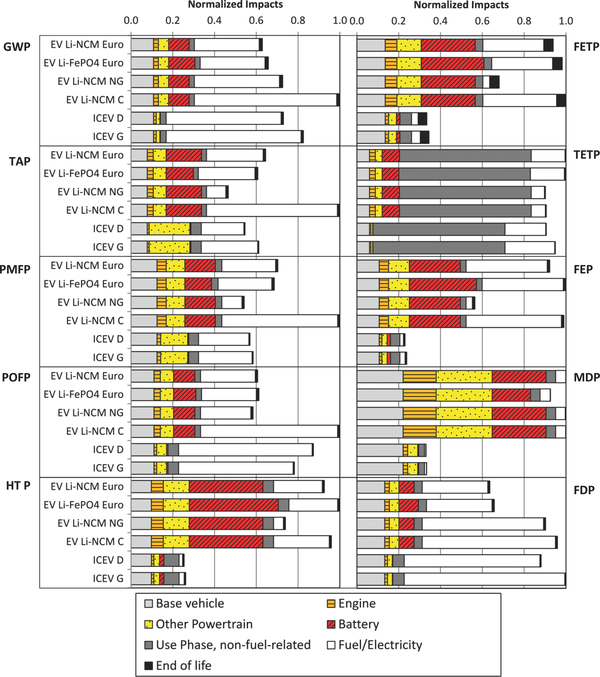 Normalized Impacts
Normalized Impacts
0.0 0.2 0.4 0.6 0.8 1.0
0.0 0.2 0.4 0.6 0.8 1.0
GWP
EV Li-NCM Euro
EV Li-FePO4 Euro
EV Li-NCM NG
EV Li-NCM C
ICEV D
ICEV G
FETP
TAP
EV Li-NCM Euro
EV Li-FePO4 Euro
EV Li-NCM NG
EV Li-NCM C
ICEV D
ICEV G
TETP
PMFP
EV Li-NCM Euro
EV Li-FePO4 Euro
EV Li-NCM NG
EV Li-NCM C
ICEV D
ICEV G
FEP
POFP
EV Li-NCM Euro
EV Li-FePO4 Euro
EV Li-NCM NG
EV Li-NCM C
ICEV D
ICEV G
MDP
HT P
EV Li-NCM Euro
EV Li-FePO4 Euro
EV Li-NCM NG
EV Li-NCM C
ICEV D
ICEV G
FDP
Base vehicle
Engine
Other Powertrain
Battery
Use Phase, non-fuel-related
Fuel/Electricity
End of life